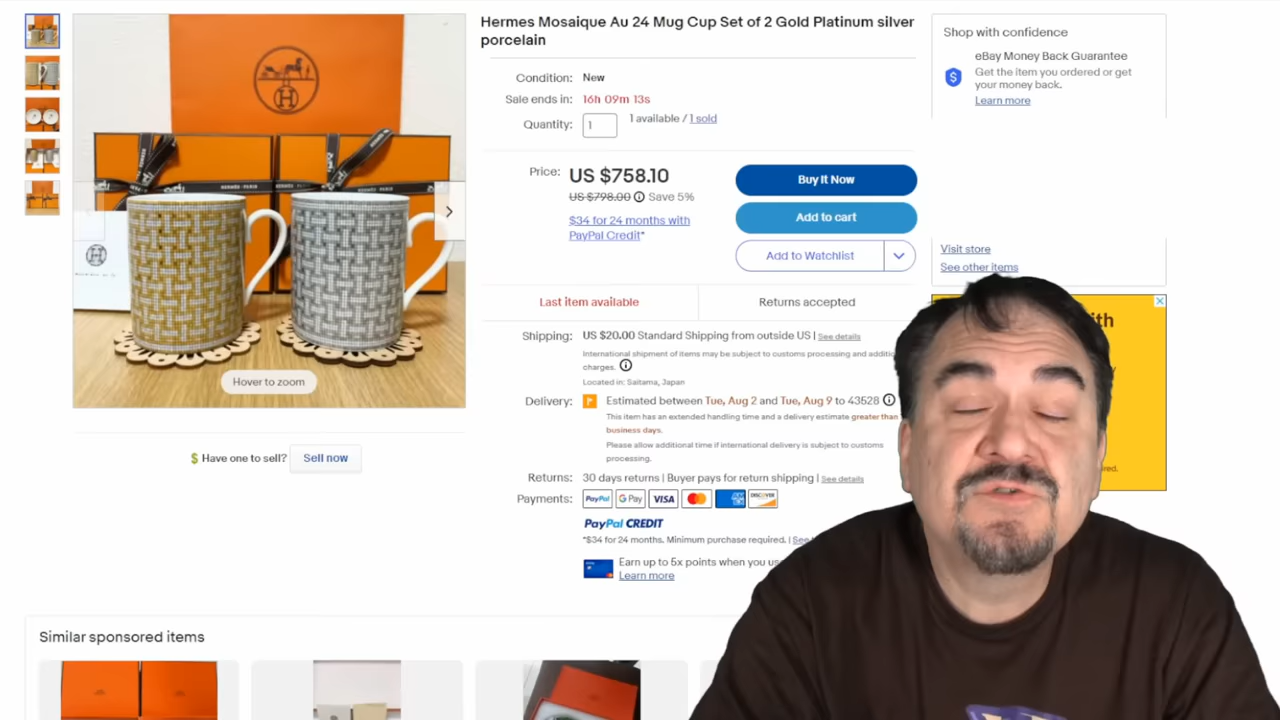 Hermes Mosaique Au 24 Mug Cup Set of 2 Gold Platinum silver
porcelain
Condition: New
Sale ends in: 16h 09m 13s
Quantity: 1 1 available / 1 sold
Price: US $758.10
US $798.00 Save 5%
$34 for 24 months with
PayPal Credit*
Buy It Now
Add to cart
Add to Watchlist
Last item available
Returns accepted
Shipping: US $20.00 Standard Shipping from outside US | See details
International shipment of items may be subject to customs processing and
charges.
Located in: Saitama, Japan
Delivery: Estimated between Tue, Aug 2 and Tue, Aug 9 to 43528
This item has an extended handling time and a delivery estimate greater than
business days.
Please allow additional time if international delivery is subject to customs
processing.
Returns: 30 days returns | Buyer pays for return shipping | See details
Payments: PayPal G Pay VISA MasterCard DISCOVER
PayPal CREDIT
*$34 for 24 months. Minimum purchase required. |
Earn up to 5x points when you
Learn more
Shop with confidence
eBay Money Back Guarantee
Get the item you ordered or get
your money back.
Learn more
Visit store
See other items
Hover to zoom
$ Have one to sell? Sell now
Similar sponsored items